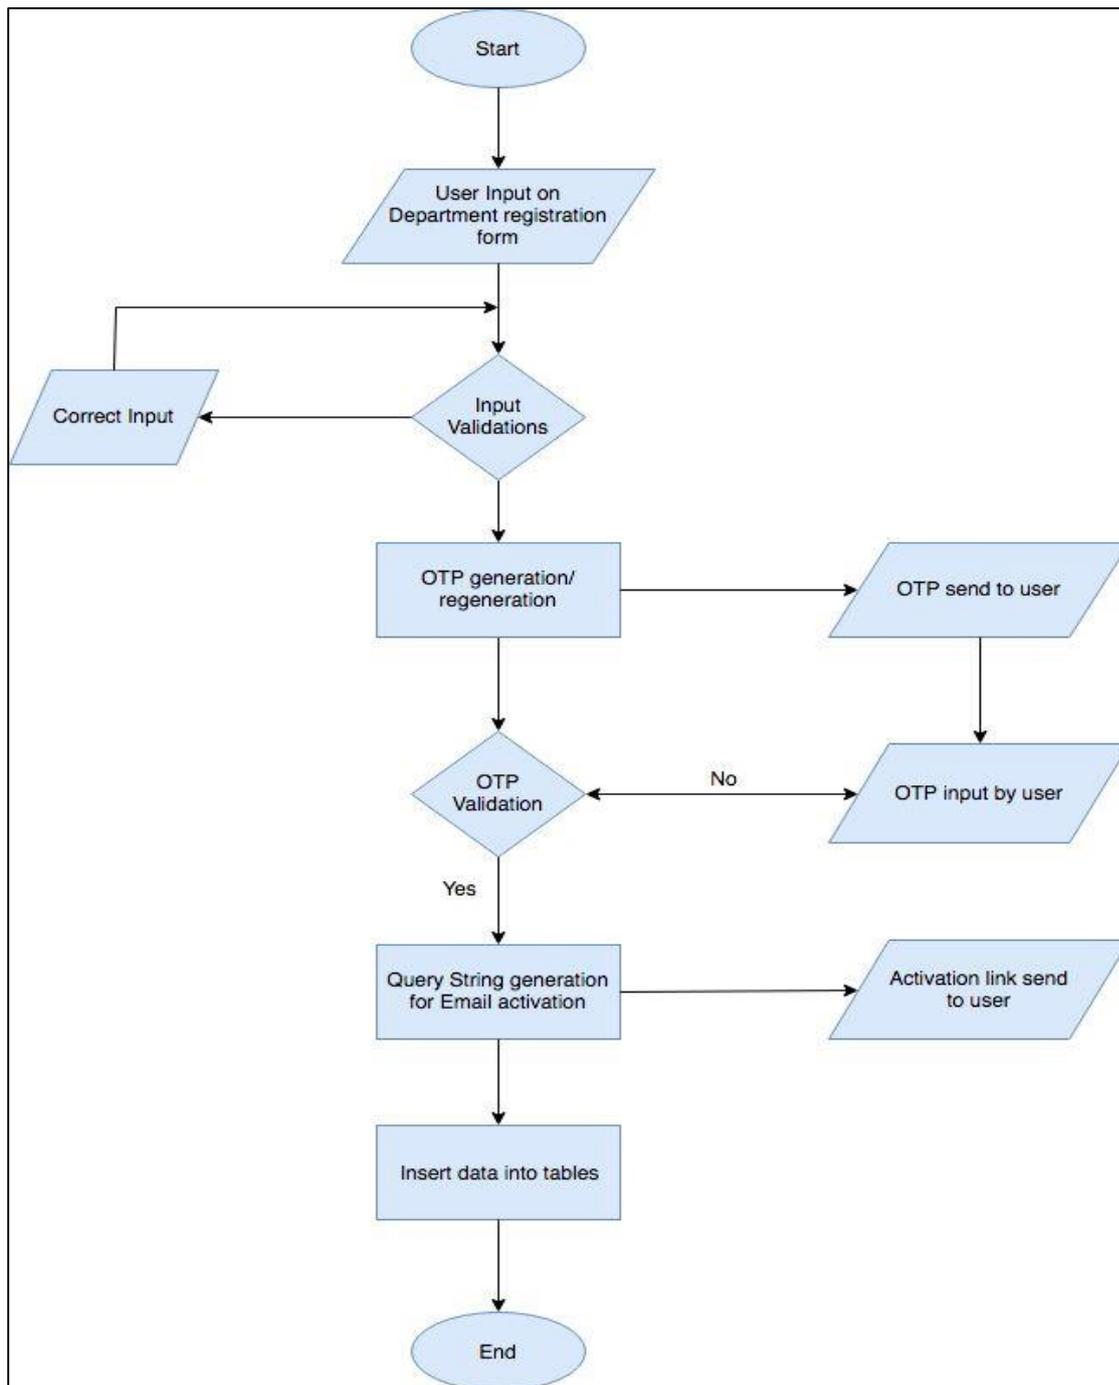 Start
User Input on
Department registration
form
Correct Input
Input
Validations
OTP generation/
regeneration
OTP send to user
OTP
Validation
No
OTP input by user
Yes
Query String generation
for Email activation
Activation link send
to user
Insert data into tables
End